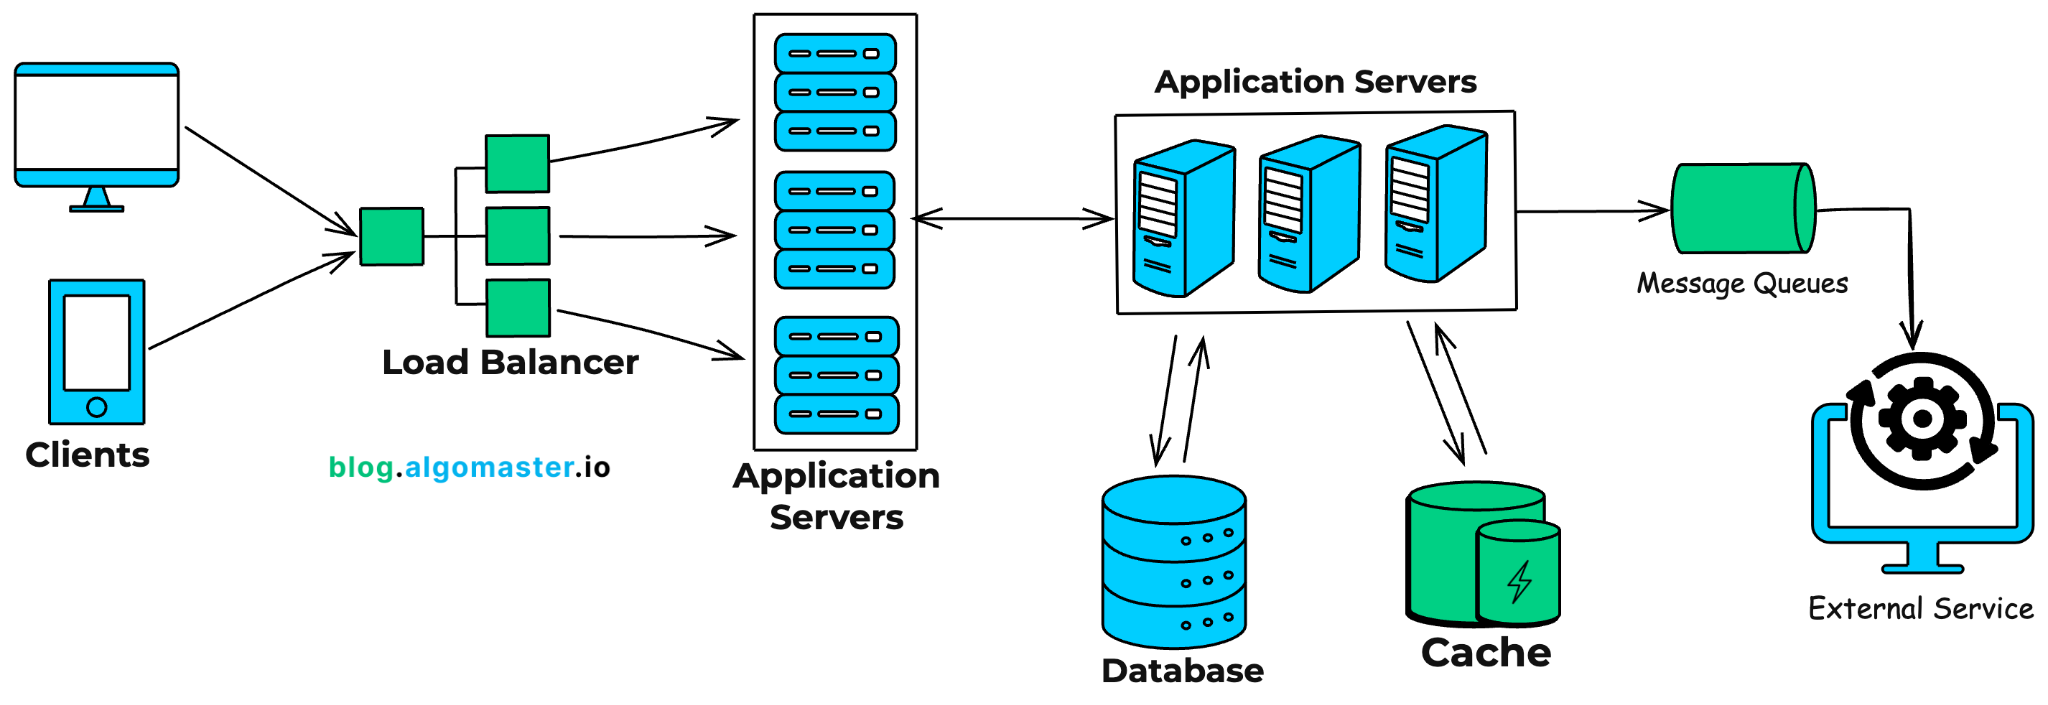 Application Servers
Message Queues
Load Balancer
Clients
blog.algomaster.io
Application
Servers
External Service
Cache
Database